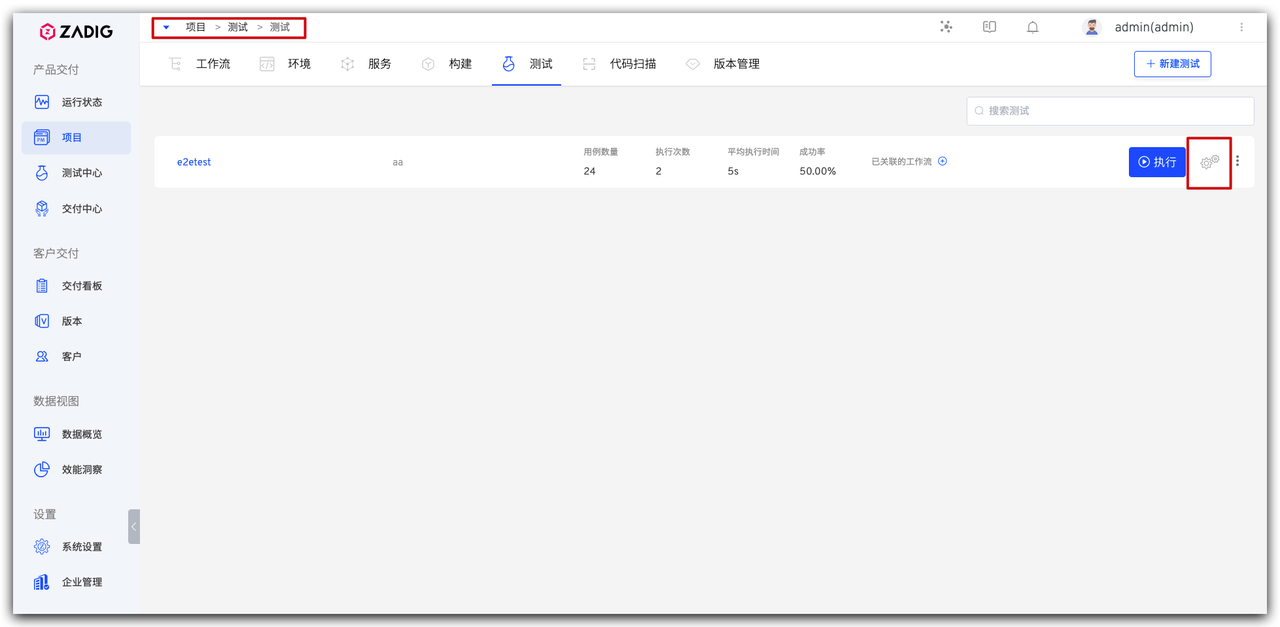 ZADIG
项目 > 测试 > 测试
admin(admin)
产品交付
运行状态
项目
测试中心
交付中心
客户交付
交付看板
版本
客户
数据视图
数据概览
效能洞察
设置
系统设置
企业管理
工作流
环境
服务
构建
测试
代码扫描
版本管理
+ 新建测试
搜索测试
e2etest
aa
用例数量
24
执行次数
2
平均执行时间
5s
成功率
50.00%
已关联的工作流
执行